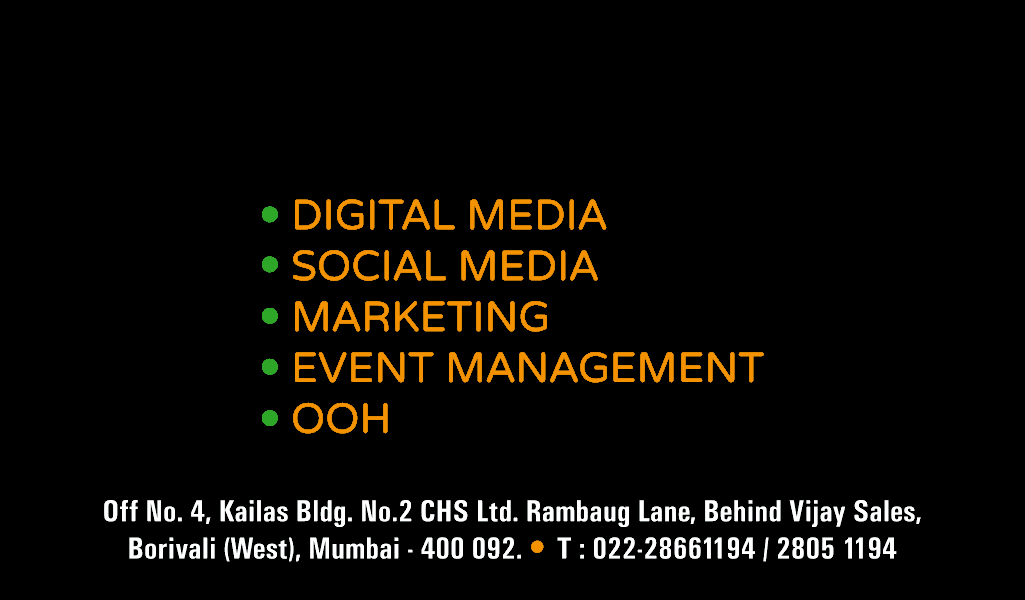 • DIGITAL MEDIA
• SOCIAL MEDIA
• MARKETING
• EVENT MANAGEMENT
• OOH
Off No. 4, Kailas Bldg. No.2 CHS Ltd. Rambaug Lane, Behind Vijay Sales,
Borivali (West), Mumbai - 400 092. • T : 022-28661194 / 2805 1194